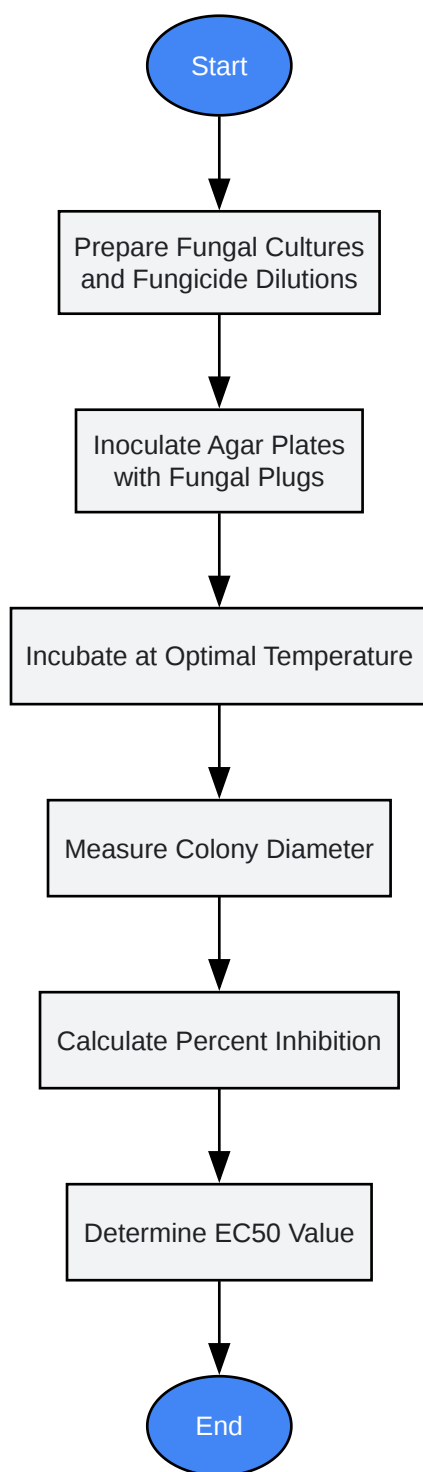 Start
Prepare Fungal Cultures
and Fungicide Dilutions
Inoculate Agar Plates
with Fungal Plugs
Incubate at Optimal Temperature
Measure Colony Diameter
Calculate Percent Inhibition
Determine EC50 Value
End